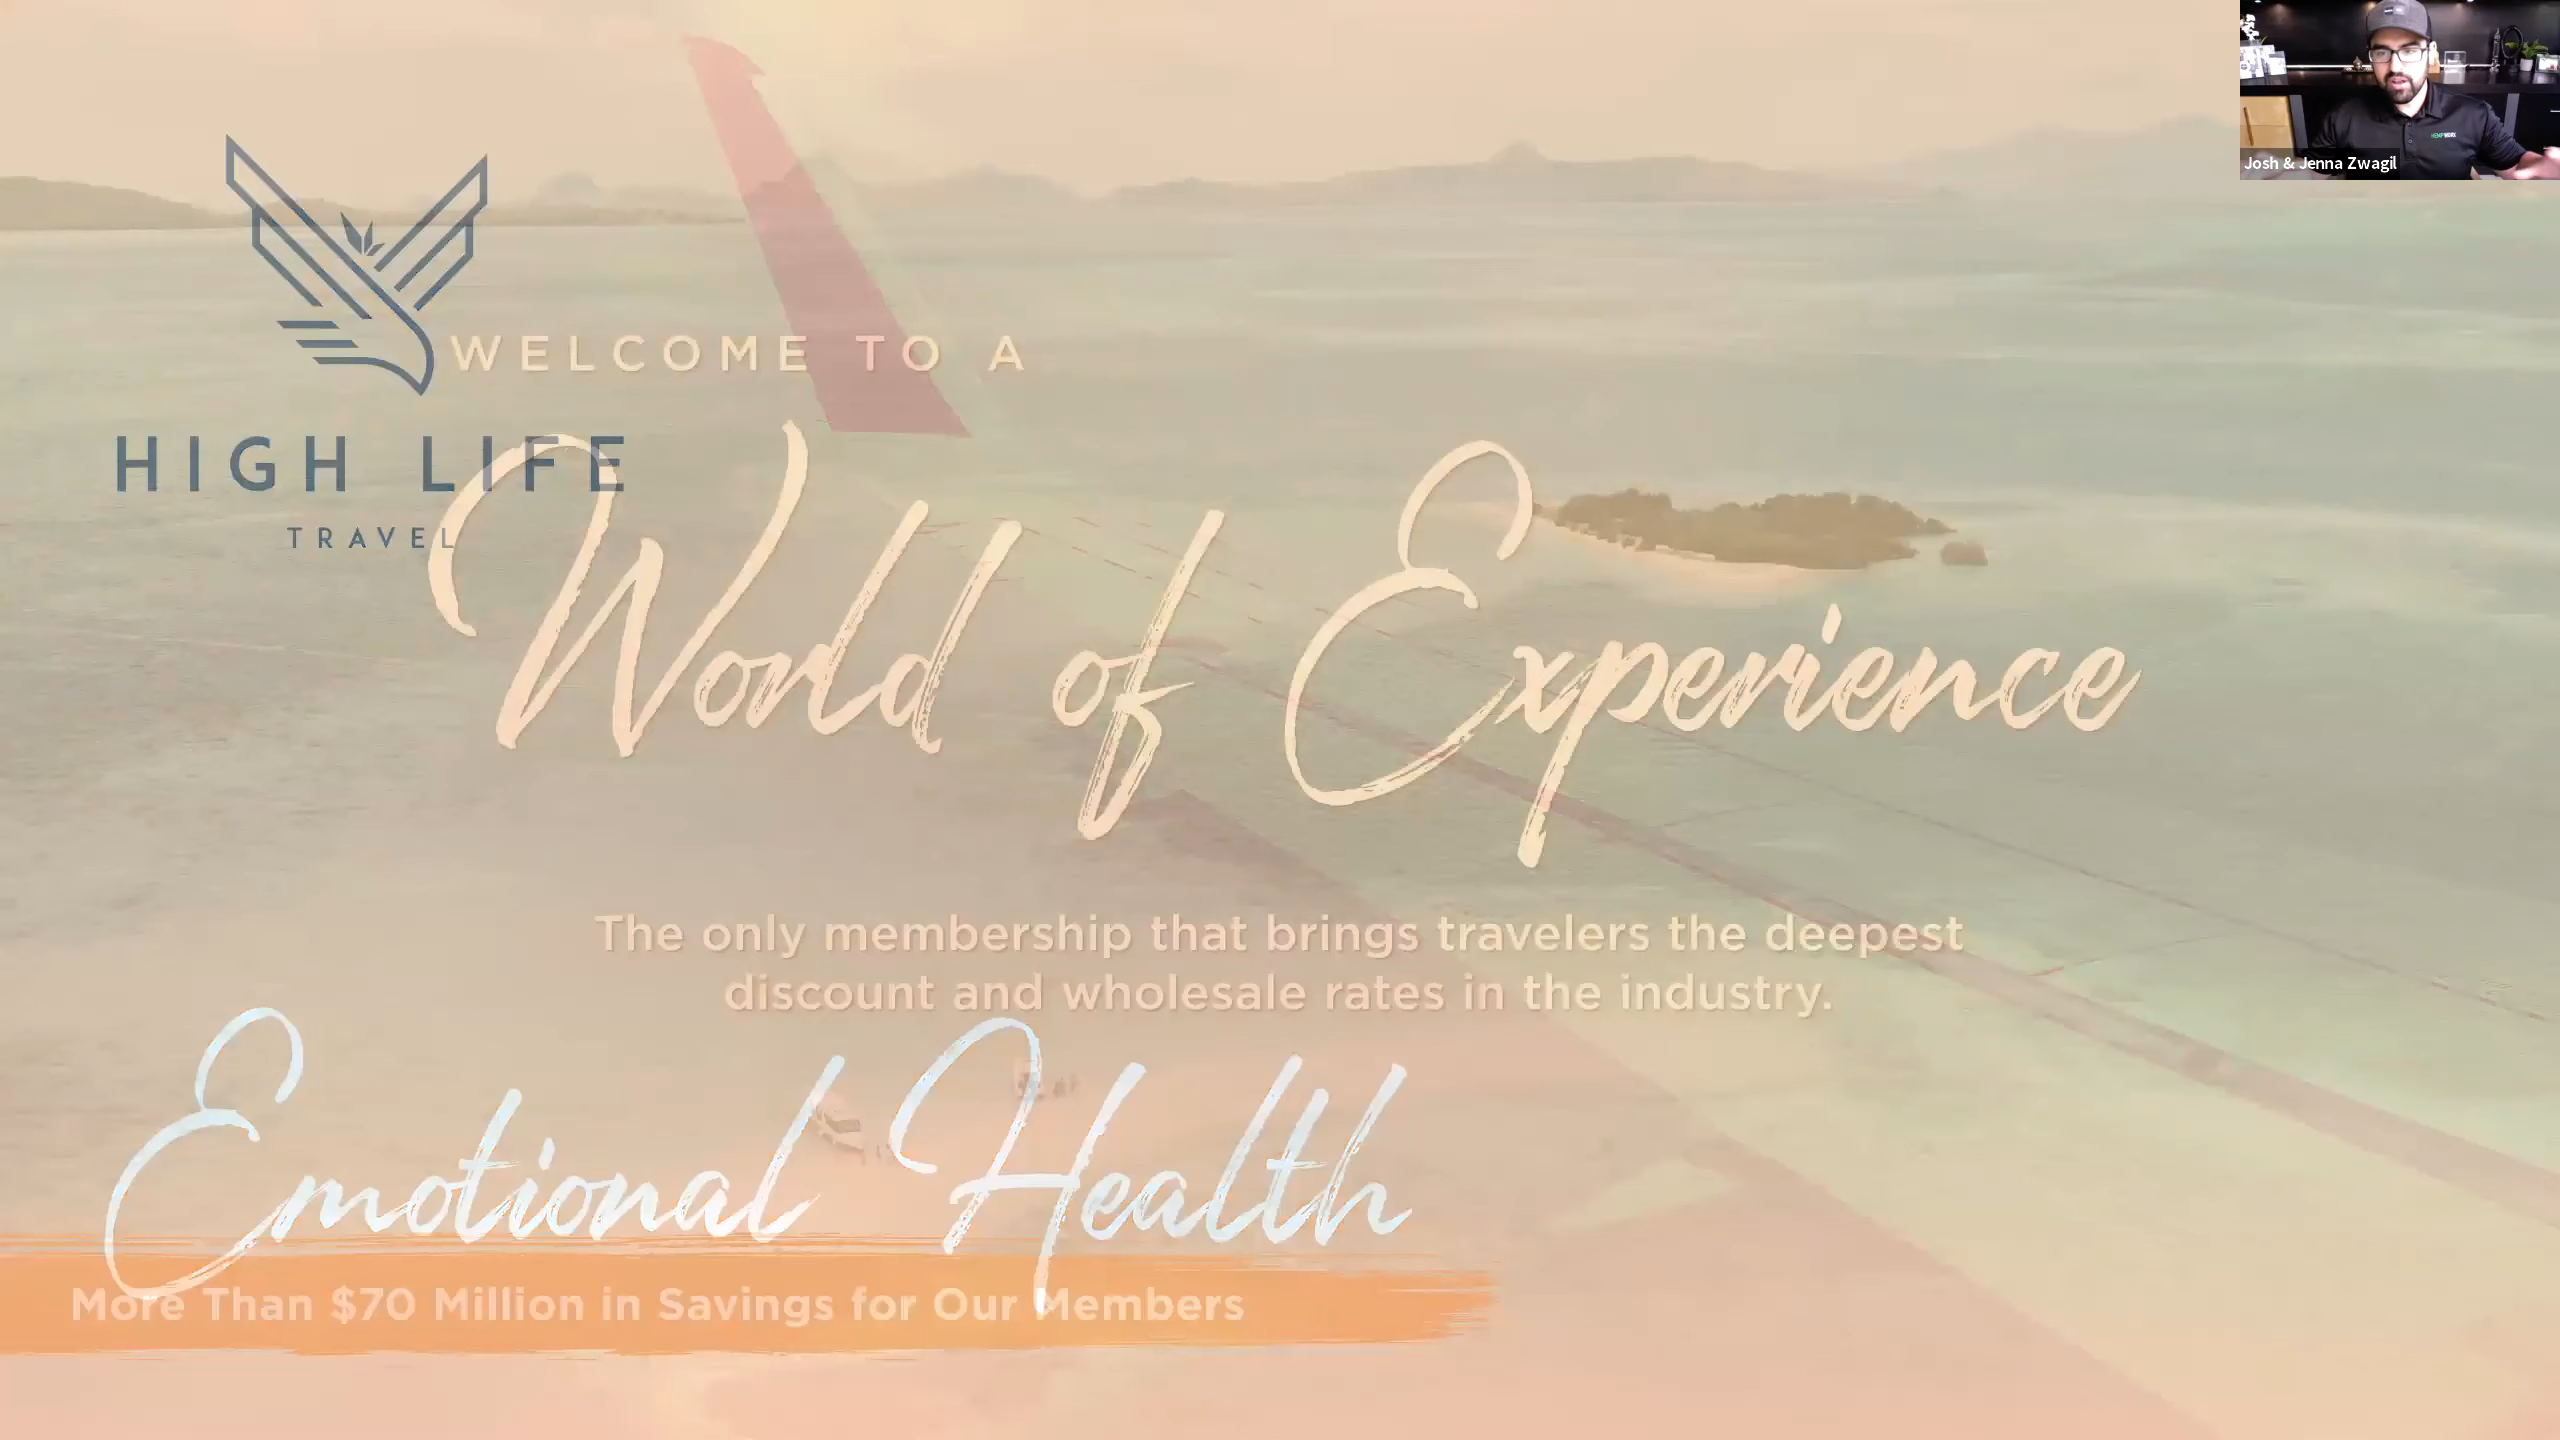 Josh & Jenna Zwagil
HEMPWORX
WELCOME TO A
HIGH LIFE
TRAVEL
World of Experience
The only membership that brings travelers the deepest
discount and wholesale rates in the industry.
Emotional Health
More Than $70 Million in Savings for Our Members